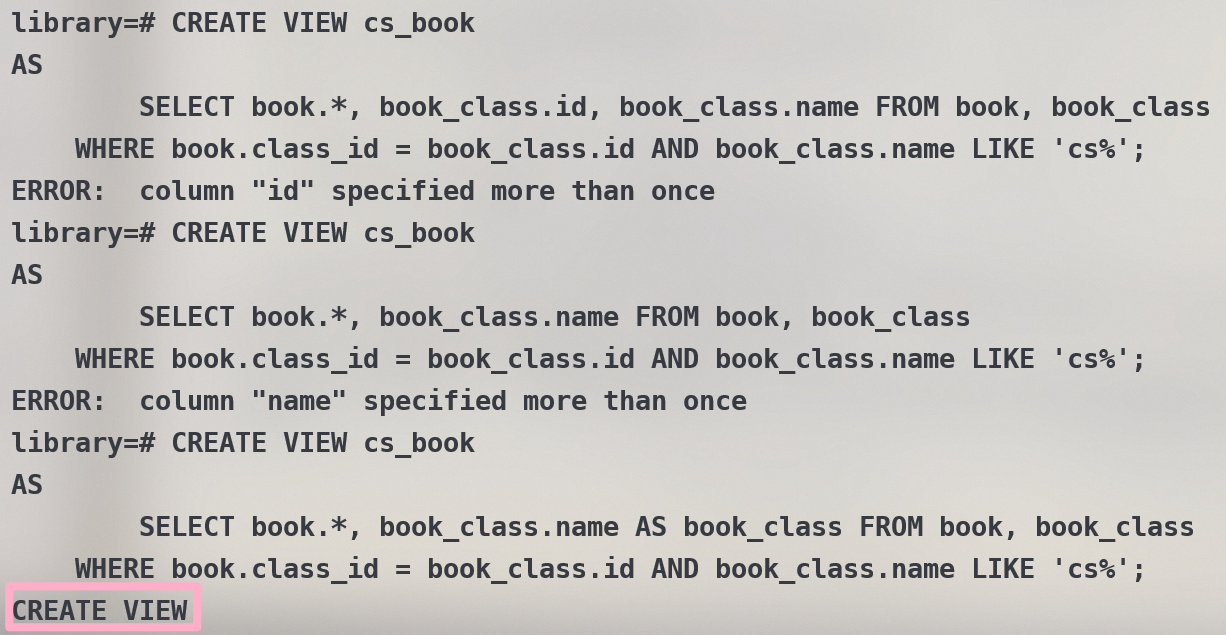 library=# CREATE VIEW cs_book
AS
        SELECT book.*, book_class.id, book_class.name FROM book, book_class
    WHERE book.class_id = book_class.id AND book_class.name LIKE 'cs%';
ERROR:  column "id" specified more than once
library=# CREATE VIEW cs_book
AS
        SELECT book.*, book_class.name FROM book, book_class
    WHERE book.class_id = book_class.id AND book_class.name LIKE 'cs%';
ERROR:  column "name" specified more than once
library=# CREATE VIEW cs_book
AS
        SELECT book.*, book_class.name AS book_class FROM book, book_class
    WHERE book.class_id = book_class.id AND book_class.name LIKE 'cs%';
CREATE VIEW